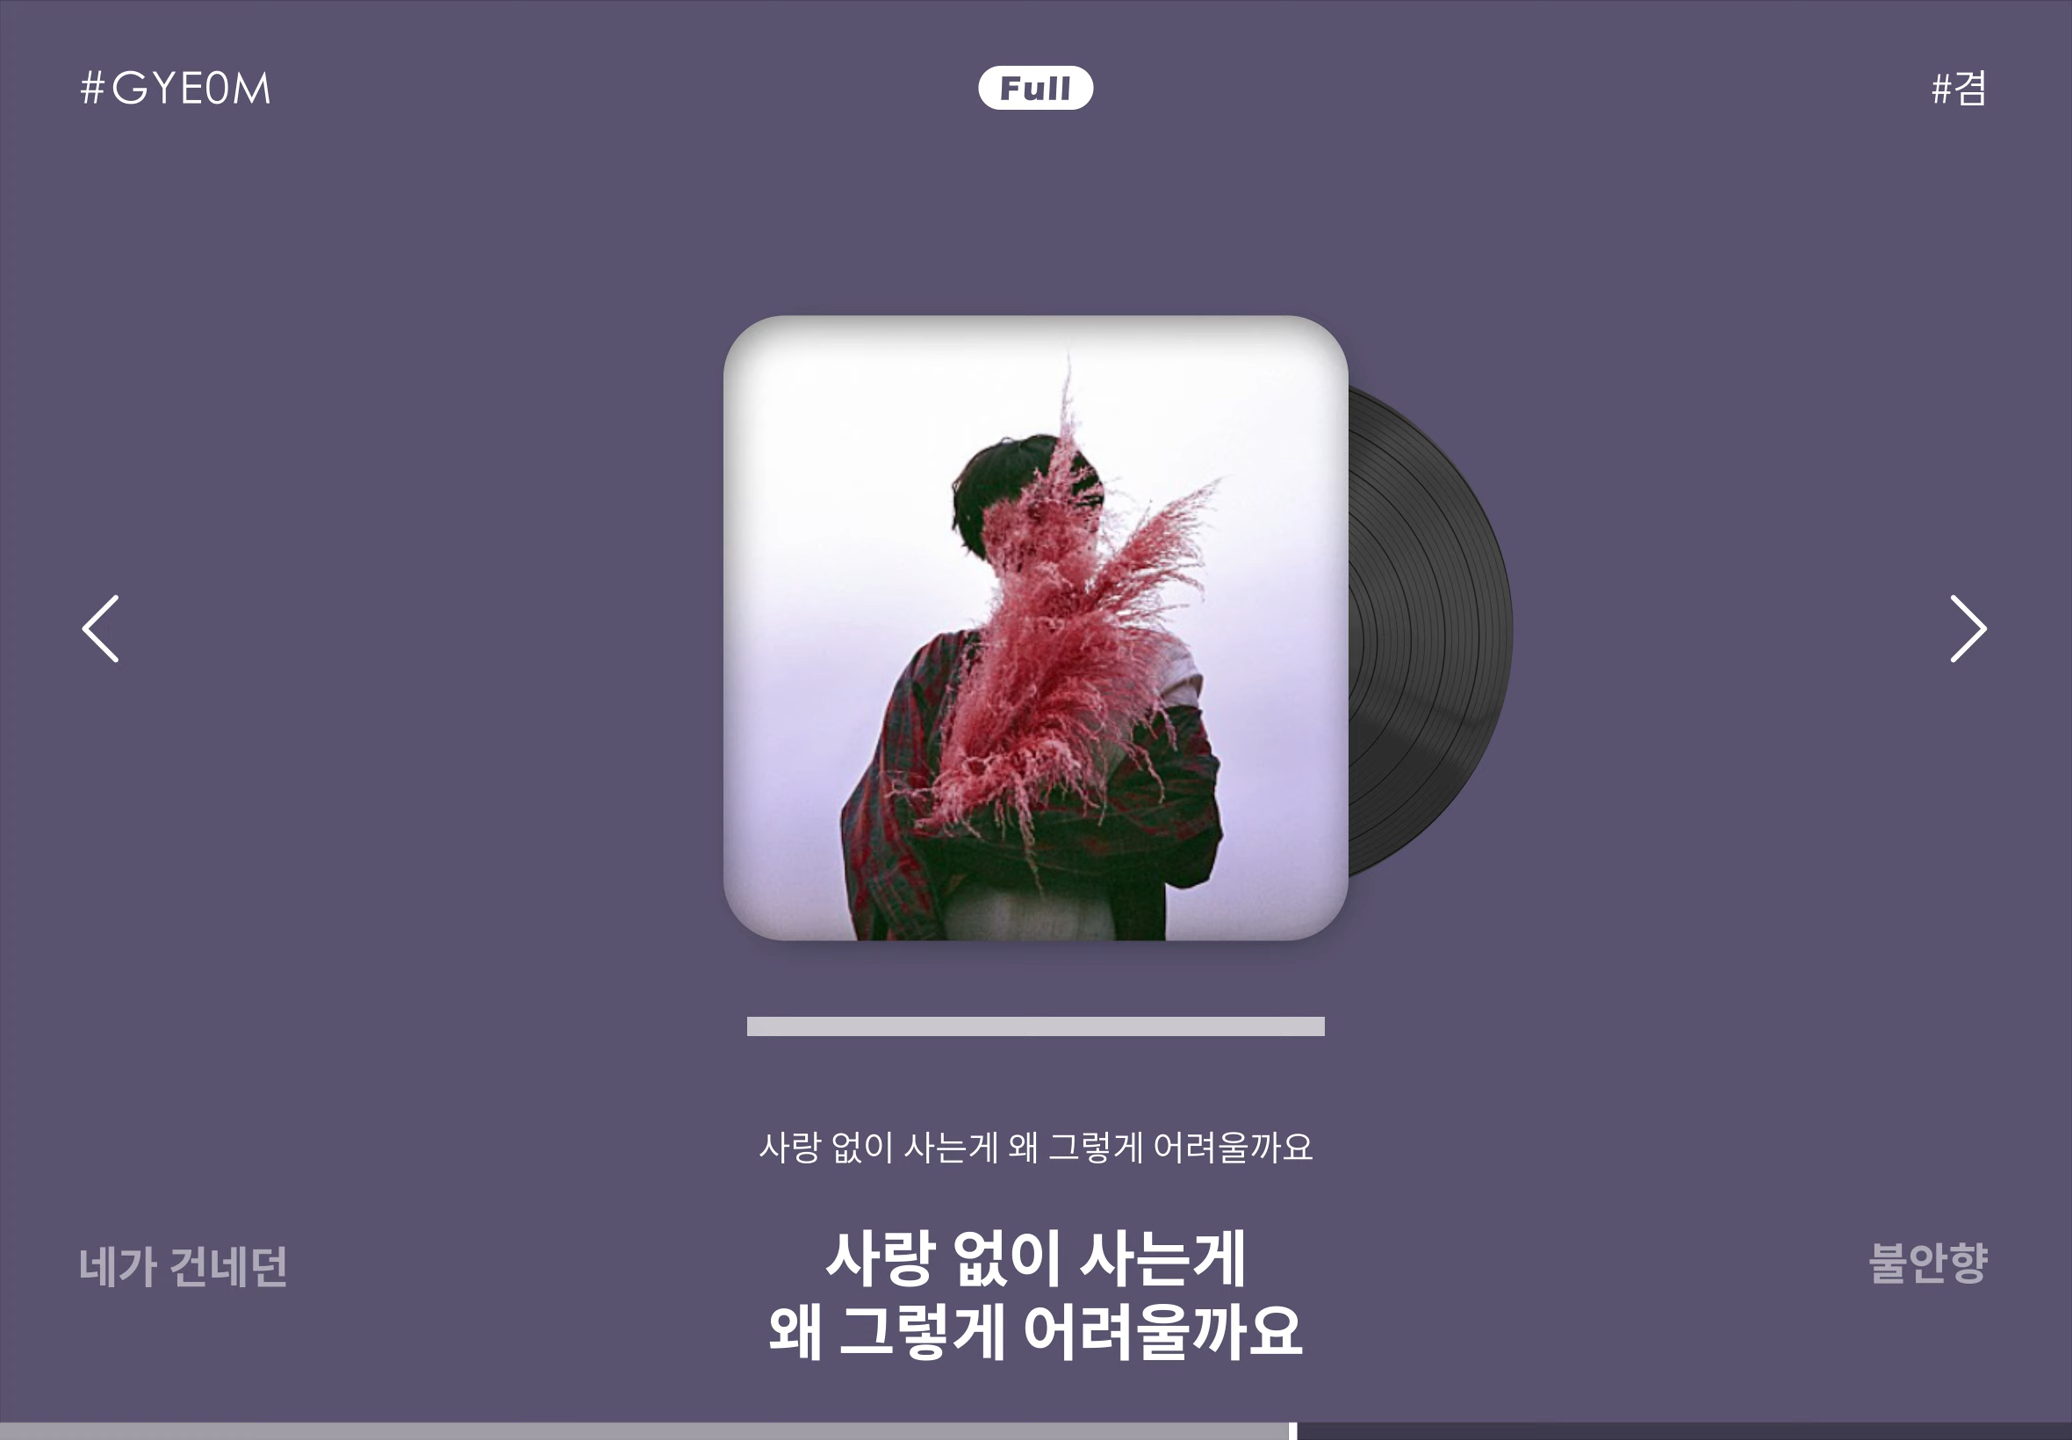 #GYE0M
Full
#겸
사랑 없이 사는게 왜 그렇게 어려울까요
네가 건네던
사랑 없이 사는게
왜 그렇게 어려울까요
불안향